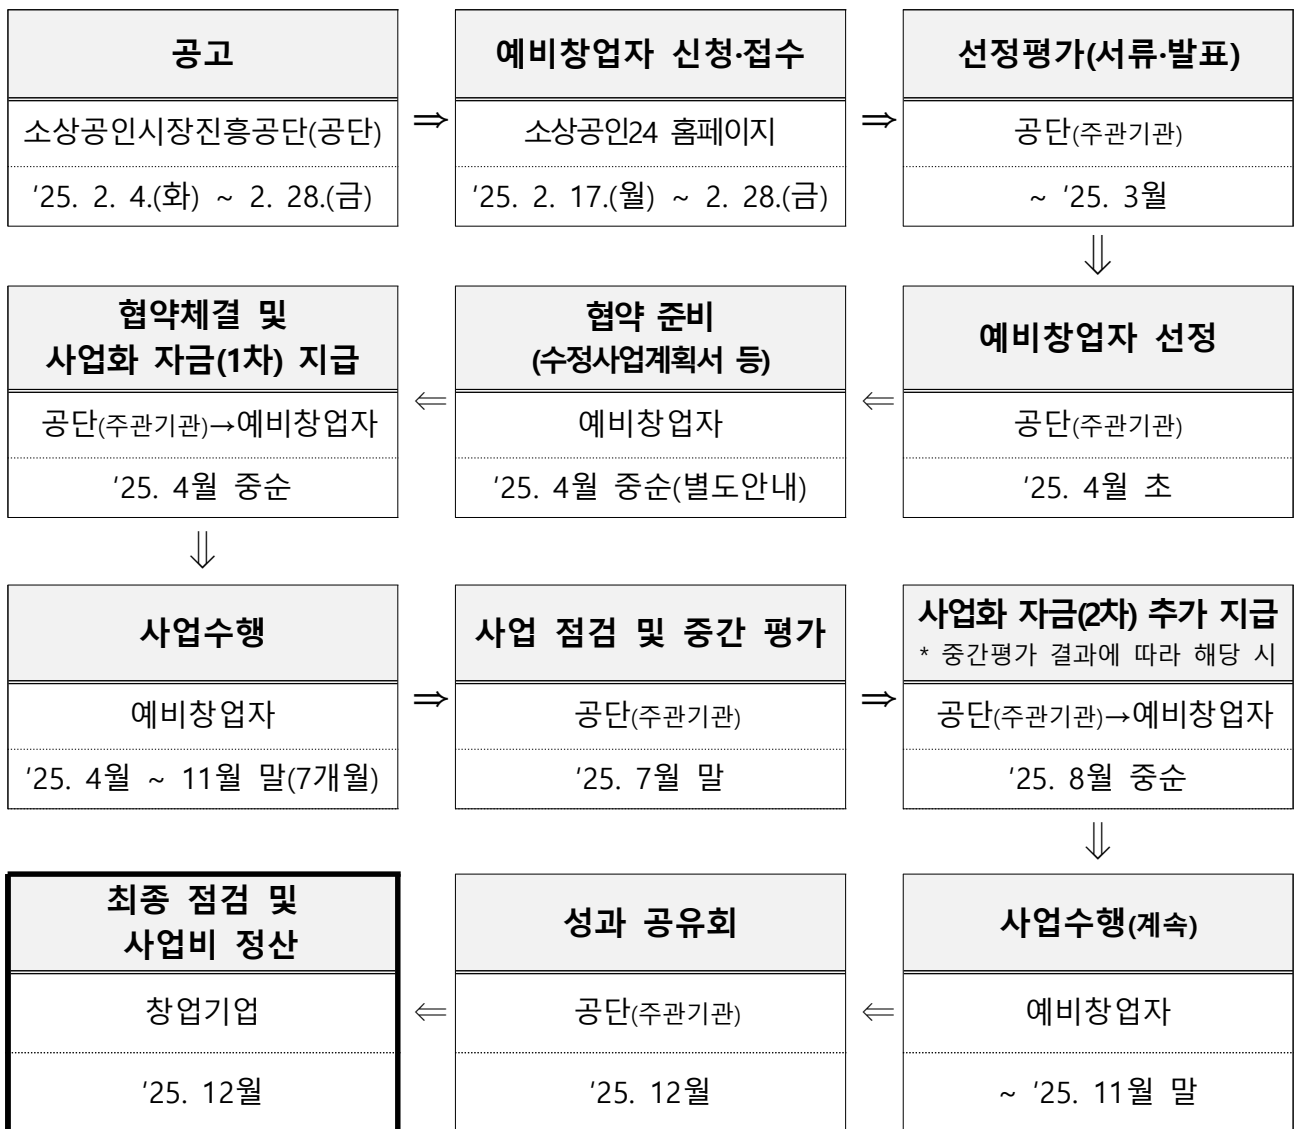 공고
소상공인시장진흥공단(공단)
'25. 2. 4.(화) ~ 2. 28.(금)
⇒
예비창업자 신청·접수
소상공인24 홈페이지
'25. 2. 17.(월) ~ 2. 28.(금)
⇒
선정평가(서류·발표)
공단(주관기관)
~ '25. 3월
⇓
예비창업자 선정
공단(주관기관)
'25. 4월 초
⇐
협약 준비
(수정사업계획서 등)
예비창업자
'25. 4월 중순(별도안내)
⇐
협약체결 및
사업화 자금(1차) 지급
공단(주관기관)→예비창업자
'25. 4월 중순
⇓
사업수행
예비창업자
'25. 4월 ~ 11월 말(7개월)
⇒
사업 점검 및 중간 평가
공단(주관기관)
'25. 7월 말
⇒
사업화 자금(2차) 추가 지급
* 중간평가 결과에 따라 해당 시
공단(주관기관)→예비창업자
'25. 8월 중순
⇓
사업수행(계속)
예비창업자
~ '25. 11월 말
⇐
성과 공유회
공단(주관기관)
'25. 12월
⇐
최종 점검 및
사업비 정산
창업기업
'25. 12월